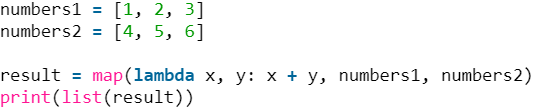 numbers1 = [1, 2, 3]
numbers2 = [4, 5, 6]
result = map(lambda x, y: x + y, numbers1, numbers2)
print(list(result))